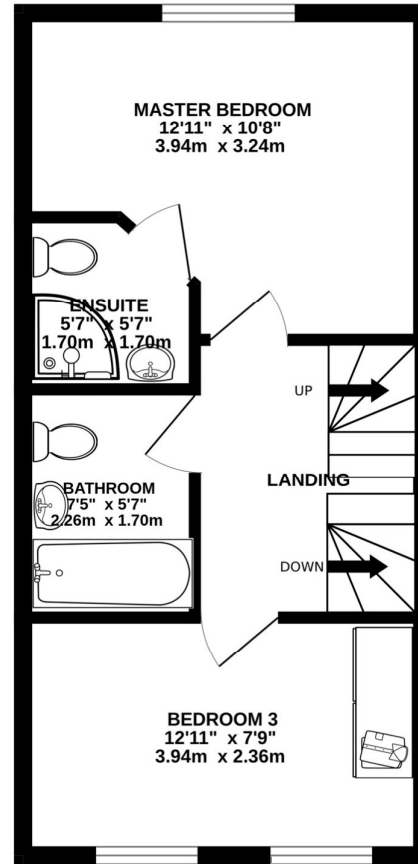 MASTER BEDROOM
12'11" x 10'8"
3.94m x 3.24m
ENSUITE
5'7" x 5'7"
1.70m x 1.70m
UP
LANDING
BATHROOM
7'5" x 5'7"
2.26m x 1.70m
DOWN
BEDROOM 3
12'11" x 7'9"
3.94m x 2.36m